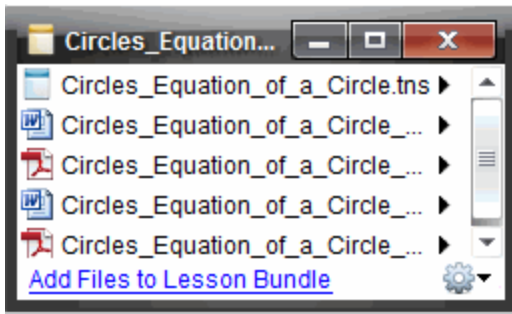 Circles_Equation...
Circles_Equation_of_a_Circle.tns
Circles_Equation_of_a_Circle_...
Circles_Equation_of_a_Circle_...
Circles_Equation_of_a_Circle_...
Circles_Equation_of_a_Circle_...
Add Files to Lesson Bundle